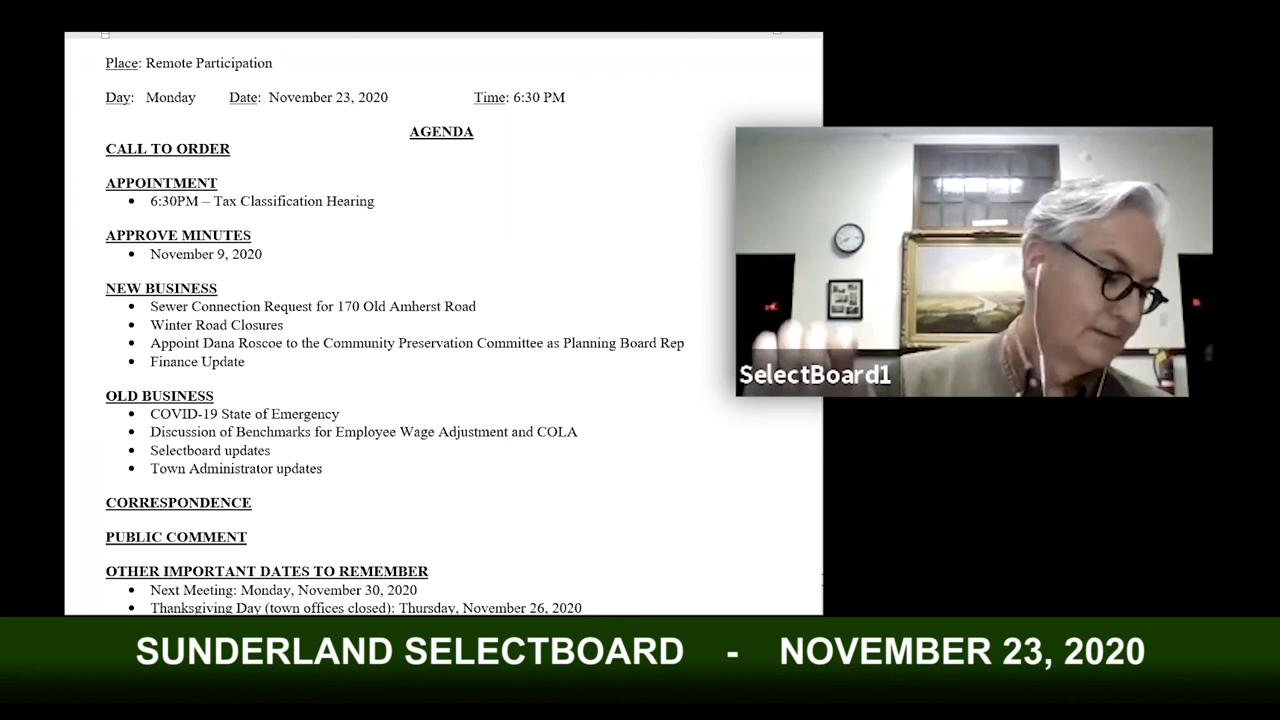 Place: Remote Participation
Day: Monday Date: November 23, 2020 Time: 6:30 PM
AGENDA
CALL TO ORDER
APPOINTMENT
• 6:30PM – Tax Classification Hearing
APPROVE MINUTES
• November 9, 2020
NEW BUSINESS
• Sewer Connection Request for 170 Old Amherst Road
• Winter Road Closures
• Appoint Dana Roscoe to the Community Preservation Committee as Planning Board Rep
• Finance Update
OLD BUSINESS
• COVID-19 State of Emergency
• Discussion of Benchmarks for Employee Wage Adjustment and COLA
• Selectboard updates
• Town Administrator updates
CORRESPONDENCE
PUBLIC COMMENT
OTHER IMPORTANT DATES TO REMEMBER
• Next Meeting: Monday, November 30, 2020
• Thanksgiving Day (town offices closed): Thursday, November 26, 2020
SelectBoard1
SUNDERLAND SELECTBOARD - NOVEMBER 23, 2020